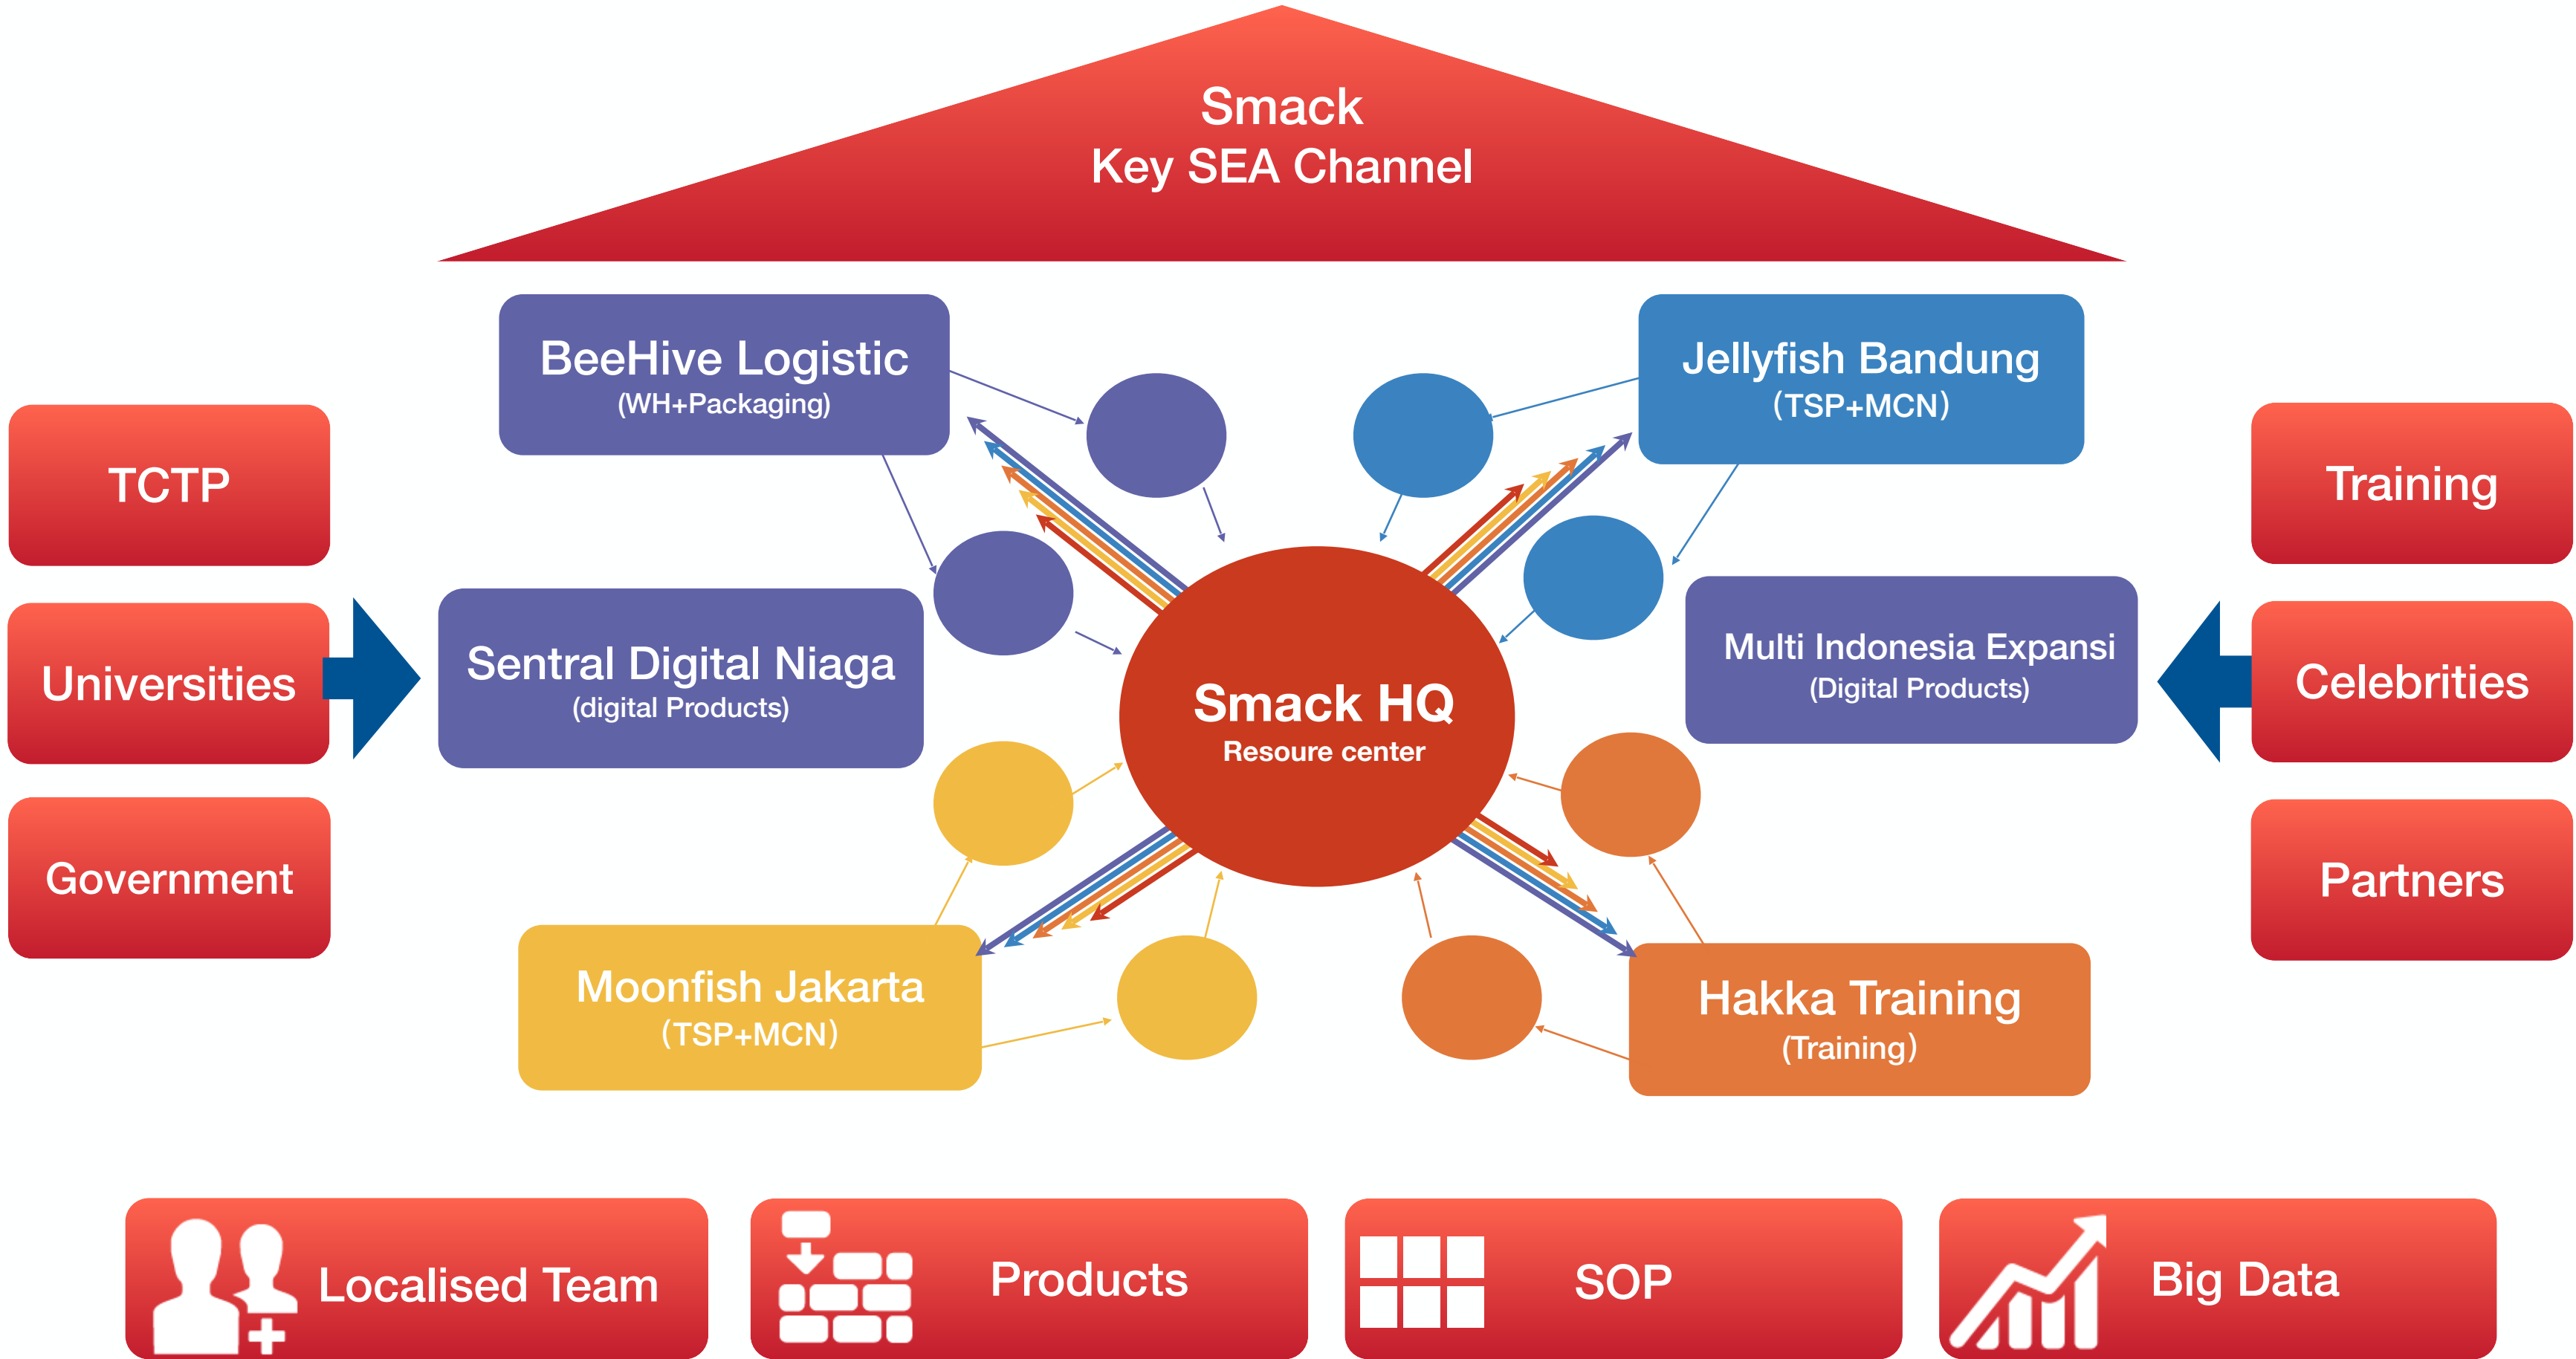 Smack
Key SEA Channel
BeeHive Logistic
(WH+Packaging)
Jellyfish Bandung
(TSP+MCN)
TCTP
Training
Universities
Sentral Digital Niaga
(digital Products)
Smack HQ
Resoure center
Multi Indonesia Expansi
(Digital Products)
Celebrities
Government
Partners
Moonfish Jakarta
(TSP+MCN)
Hakka Training
(Training)
Localised Team
Products
SOP
Big Data